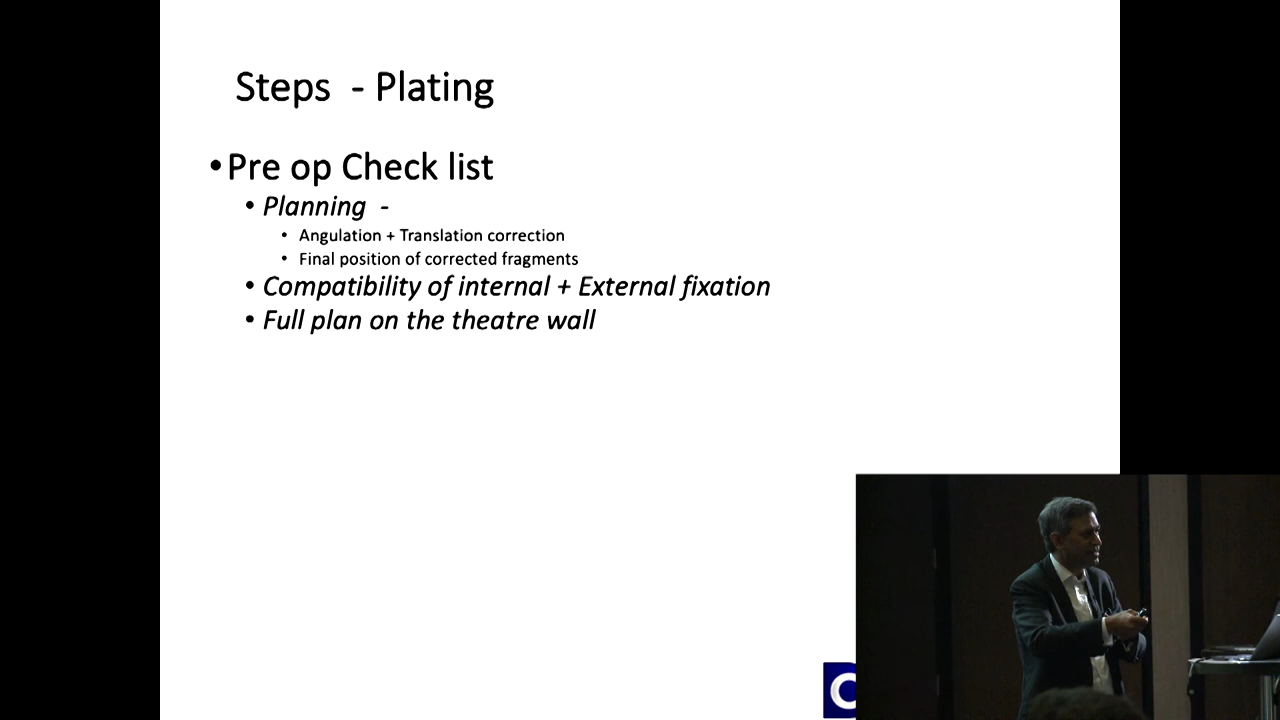 Steps - Plating
•Pre op Check list
• Planning -
• Angulation + Translation correction
• Final position of corrected fragments
• Compatibility of internal + External fixation
• Full plan on the theatre wall